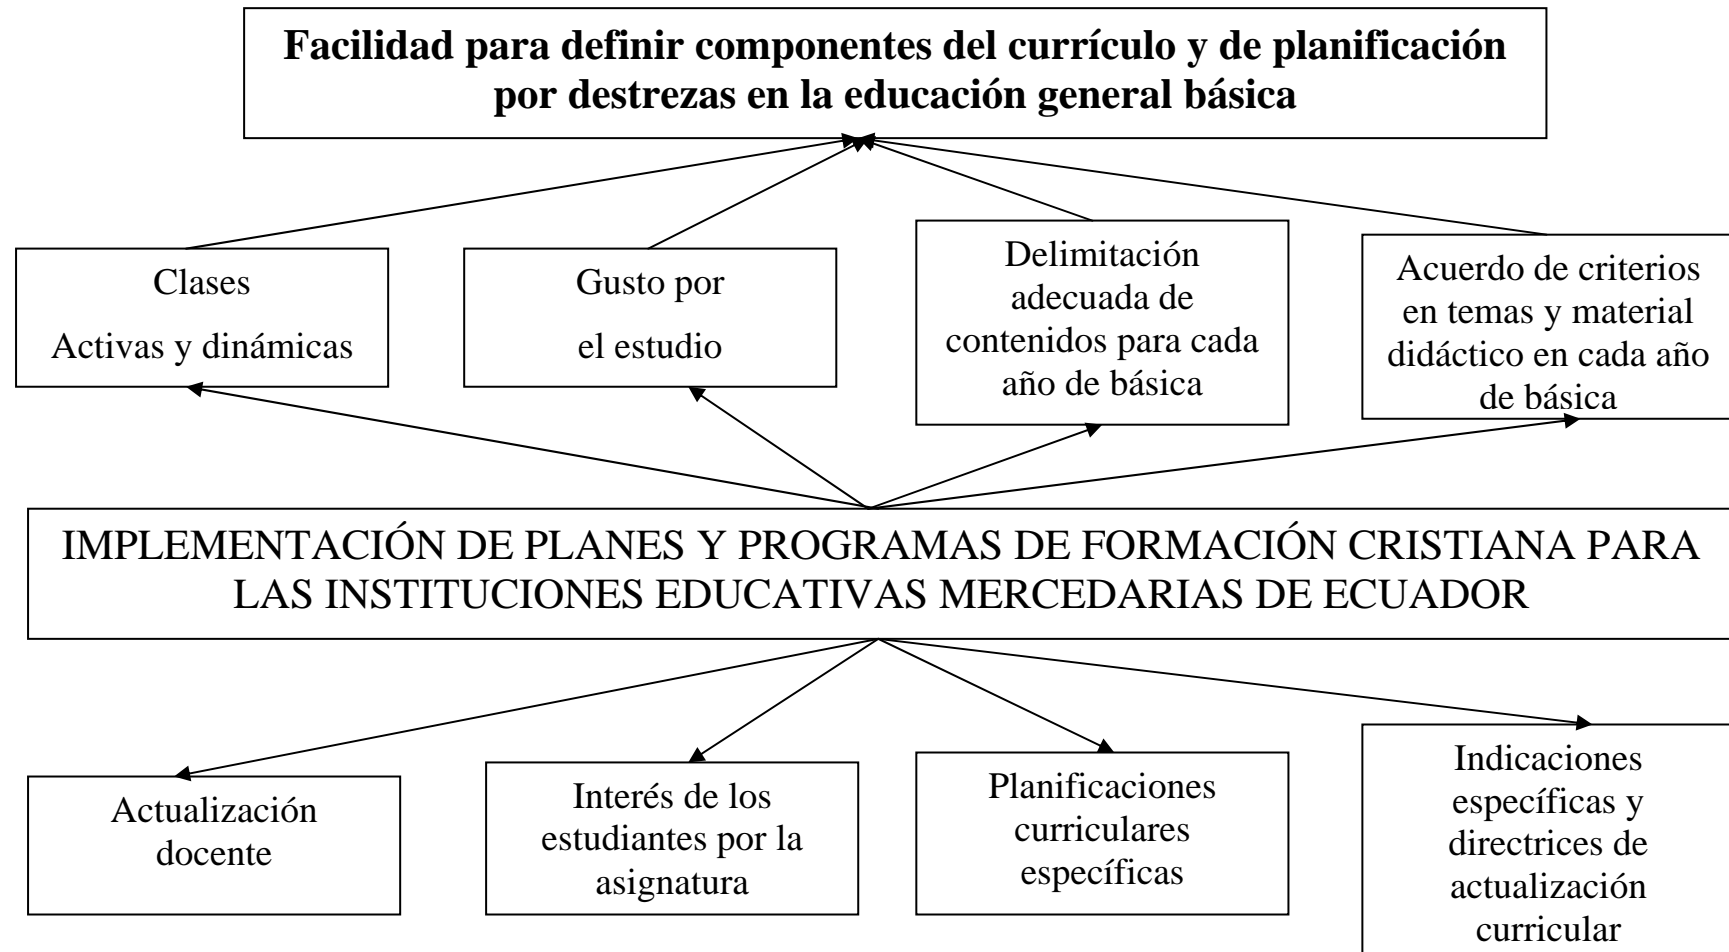 Facilidad para definir componentes del currículo y de planificación
por destrezas en la educación general básica
Clases
Activas y dinámicas
Gusto por
el estudio
Delimitación
adecuada de
contenidos para cada
año de básica
Acuerdo de criterios
en temas y material
didáctico en cada año
de básica
IMPLEMENTACIÓN DE PLANES Y PROGRAMAS DE FORMACIÓN CRISTIANA PARA
LAS INSTITUCIONES EDUCATIVAS MERCEDARIAS DE ECUADOR
Actualización
docente
Interés de los
estudiantes por la
asignatura
Planificaciones
curriculares
específicas
Indicaciones
específicas y
directrices de
actualización
curricular